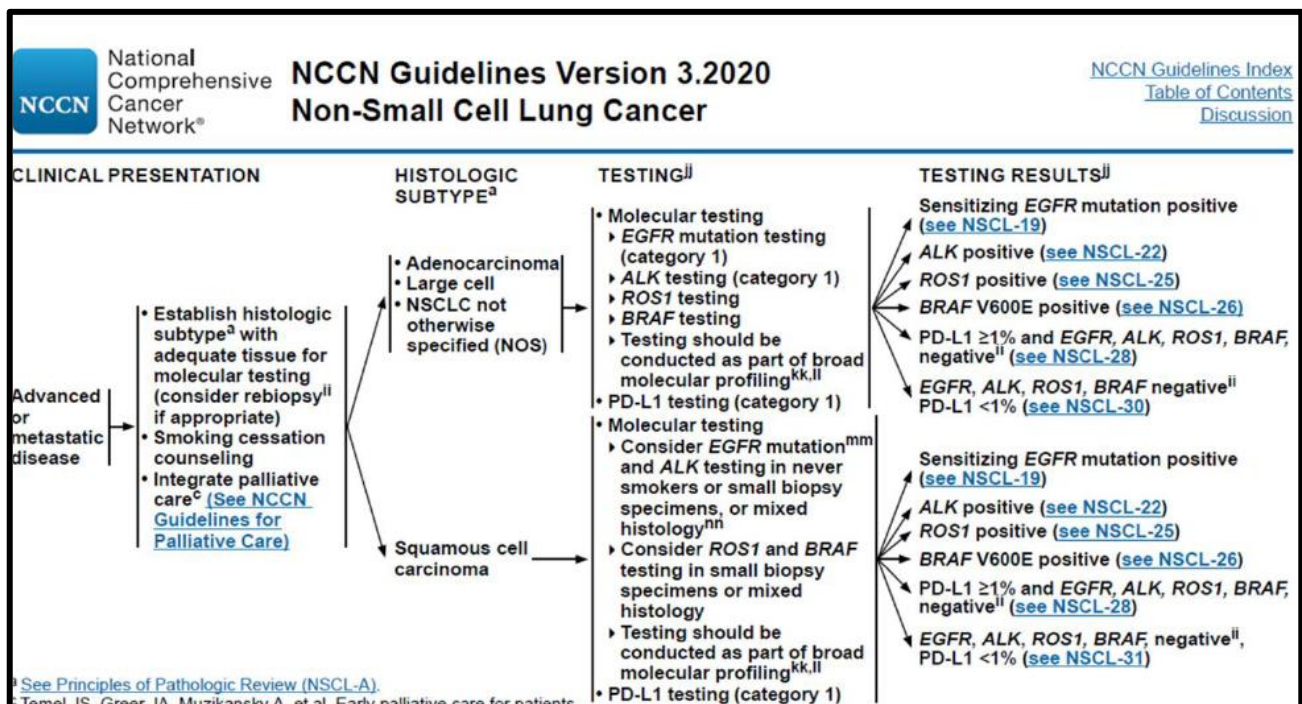 NCCN
National
Comprehensive
Cancer
Network®
NCCN Guidelines Version 3.2020
Non-Small Cell Lung Cancer
NCCN Guidelines Index
Table of Contents
Discussion
CLINICAL PRESENTATION
HISTOLOGIC
SUBTYPEa
TESTINGjj
TESTING RESULTSjj
Advanced
or
metastatic
disease
• Establish histologic
subtypea with
adequate tissue for
molecular testing
(consider rebiopsyii
if appropriate)
• Smoking cessation
counseling
• Integrate palliative
carec (See NCCN
Guidelines for
Palliative Care)
• Adenocarcinoma
• Large cell
• NSCLC not
otherwise
specified (NOS)
• Molecular testing
▸ EGFR mutation testing
(category 1)
▸ ALK testing (category 1)
▸ ROS1 testing
▸ BRAF testing
▸ Testing should be
conducted as part of broad
molecular profilingkk,ll
• PD-L1 testing (category 1)
Sensitizing EGFR mutation positive
(see NSCL-19)
ALK positive (see NSCL-22)
ROS1 positive (see NSCL-25)
BRAF V600E positive (see NSCL-26)
PD-L1 ≥1% and EGFR, ALK, ROS1, BRAF,
negativeii (see NSCL-28)
EGFR, ALK, ROS1, BRAF negativeii
PD-L1 <1% (see NSCL-30)
Squamous cell
carcinoma
• Molecular testing
▸ Consider EGFR mutationmm
and ALK testing in never
smokers or small biopsy
specimens, or mixed
histologynn
▸ Consider ROS1 and BRAF
testing in small biopsy
specimens or mixed
histology
▸ Testing should be
conducted as part of broad
molecular profilingkk,ll
• PD-L1 testing (category 1)
Sensitizing EGFR mutation positive
(see NSCL-19)
ALK positive (see NSCL-22)
ROS1 positive (see NSCL-25)
BRAF V600E positive (see NSCL-26)
PD-L1 ≥1% and EGFR, ALK, ROS1, BRAF,
negativeii (see NSCL-28)
EGFR, ALK, ROS1, BRAF, negativeii,
PD-L1 <1% (see NSCL-31)
a See Principles of Pathologic Review (NSCL-A).
c Temel JS, Greer JA, Muzikansky A, et al. Early palliative care for patients